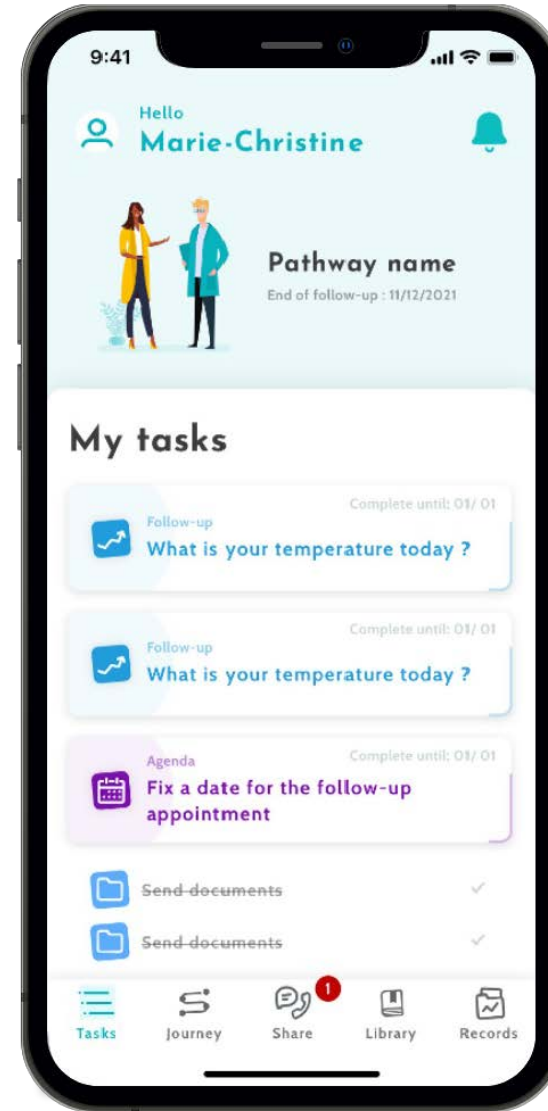 9:41
Hello
Marie-Christine
Pathway name
End of follow-up : 11/12/2021
My tasks
Complete until: 01/ 01
Follow-up
What is your temperature today ?
Complete until: 01/ 01
Follow-up
What is your temperature today ?
Complete until: 01/ 01
Agenda
Fix a date for the follow-up
appointment
Send documents
Send documents
1
Tasks Journey Share Library Records